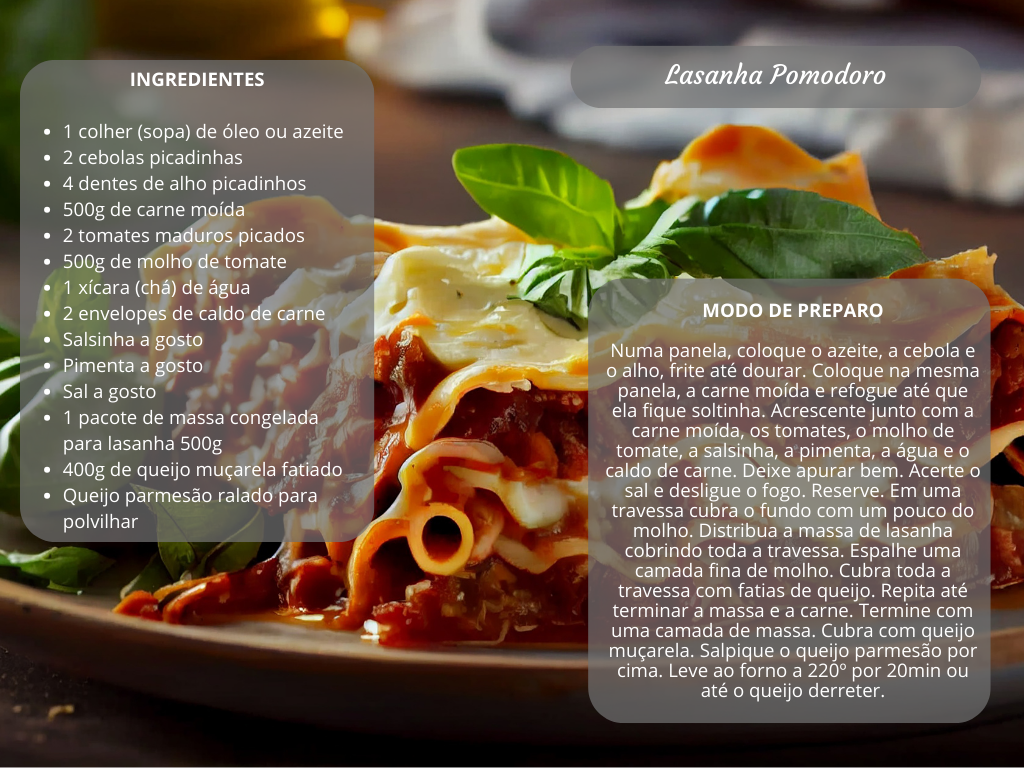 Lasanha Pomodoro
INGREDIENTES
1 colher (sopa) de óleo ou azeite
2 cebolas picadinhas
4 dentes de alho picadinhos
500g de carne moída
2 tomates maduros picados
500g de molho de tomate
1 xícara (chá) de água
2 envelopes de caldo de carne
Salsinha a gosto
Pimenta a gosto
Sal a gosto
1 pacote de massa congelada
para lasanha 500g
400g de queijo muçarela fatiado
Queijo parmesão ralado para
polvilhar
MODO DE PREPARO
Numa panela, coloque o azeite, a cebola e
o alho, frite até dourar. Coloque na mesma
panela, a carne moída e refogue até que
ela fique soltinha. Acrescente junto com a
carne moída, os tomates, o molho de
tomate, a salsinha, a pimenta, a água e o
caldo de carne. Deixe apurar bem. Acerte o
sal e desligue o fogo. Reserve. Em uma
travessa cubra o fundo com um pouco do
molho. Distribua a massa de lasanha
cobrindo toda a travessa. Espalhe uma
camada fina de molho. Cubra toda a
travessa com fatias de queijo. Repita até
terminar a massa e a carne. Termine com
uma camada de massa. Cubra com queijo
muçarela. Salpique o queijo parmesão por
cima. Leve ao forno a 220º por 20min ou
até o queijo derreter.